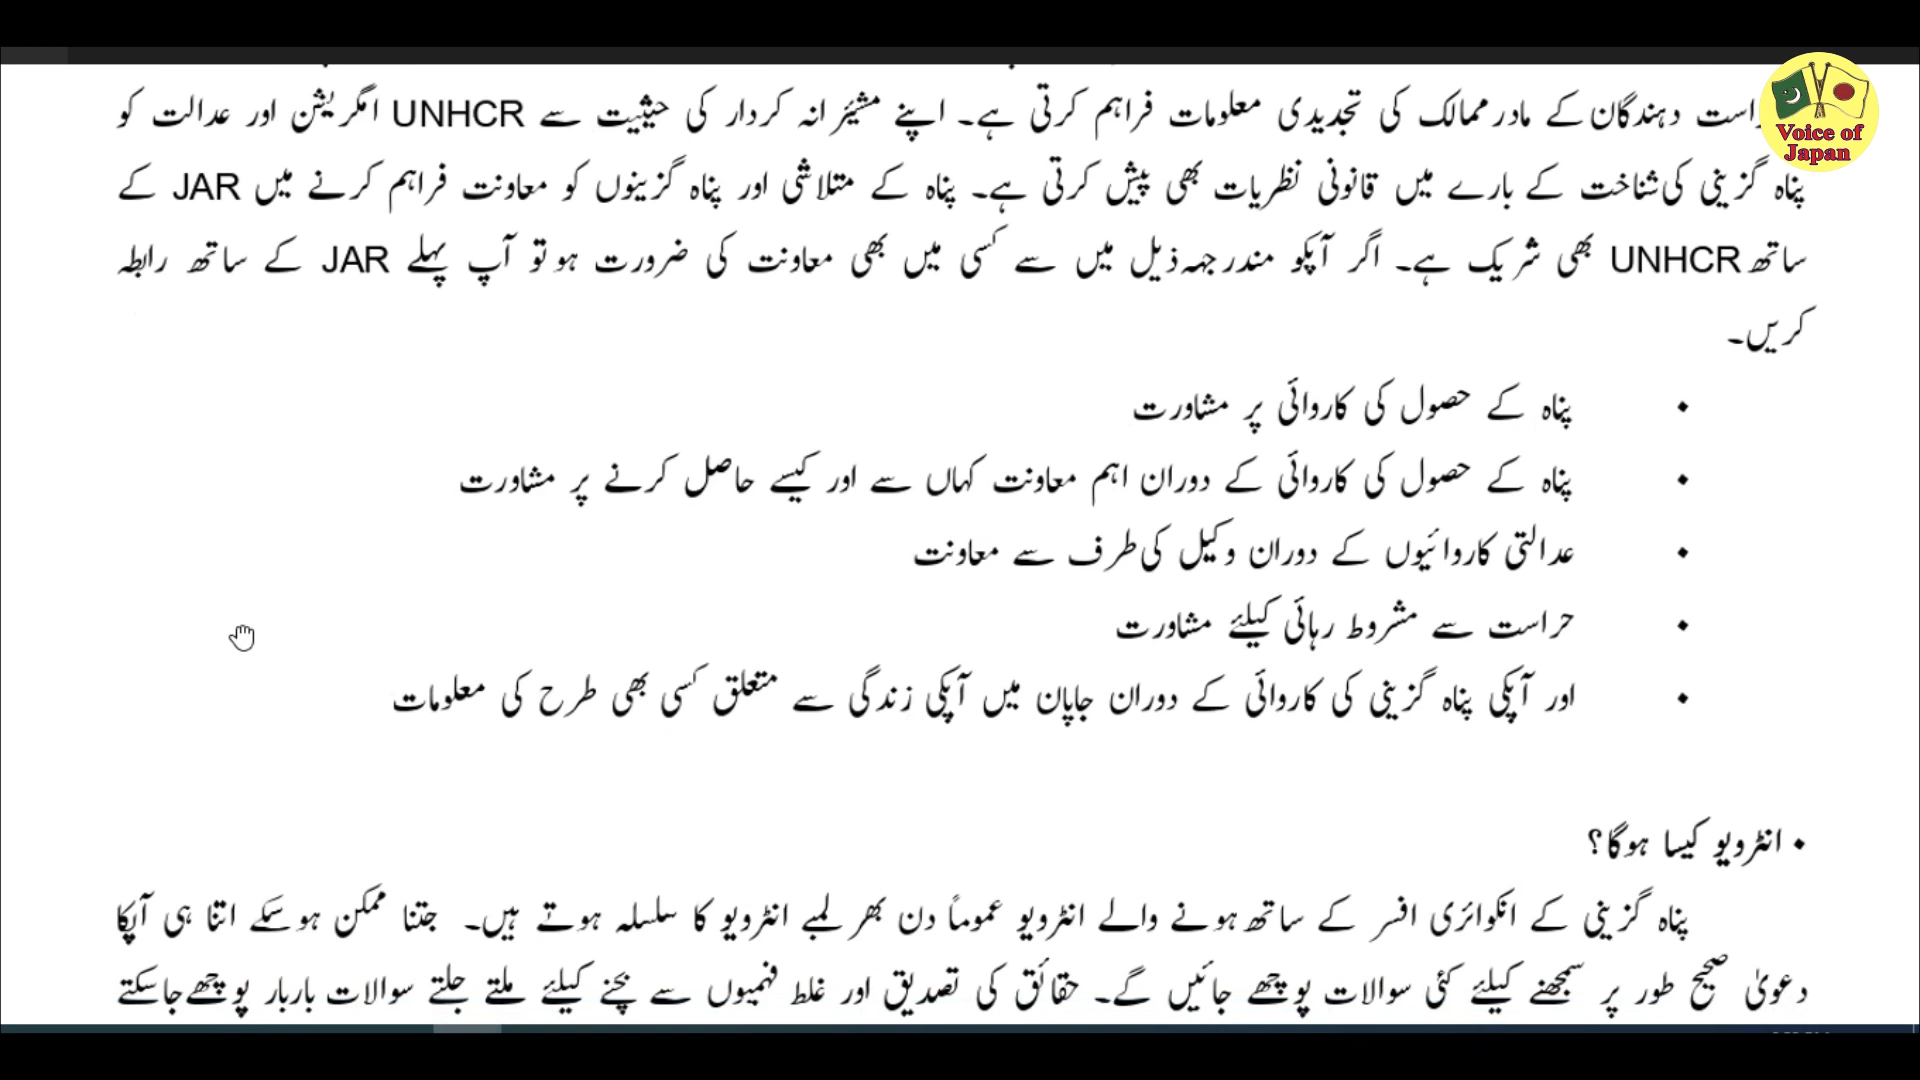 Voice of
Japan
دہندگان کے مادر ممالک کی تجدیدی معلومات فراہم کرتی ہے۔ اپنے مشیٔرانہ کردار کی حیثیت سے UNHCR امگریشن اور عدالت کو
پناہ گزینی کی شناخت کے بارے میں قانونی نظریات بھی پیش کرتی ہے۔ پناہ کے متلاشی اور پناہ گزینوں کو معاونت فراہم کرنے میں JAR کے
ساتھ UNHCR بھی شریک ہے۔ اگر آپکو مندرجہ ذیل میں سے کسی میں بھی معاونت کی ضرورت ہو تو آپ پہلے JAR کے ساتھ رابطہ
کریں۔
• پناہ کے حصول کی کاروائی پر مشاورت
• پناہ کے حصول کی کاروائی کے دوران اہم معاونت کہاں سے اور کیسے حاصل کرنے پر مشاورت
• عدالتی کاروائیوں کے دوران وکیل کی طرف سے معاونت
• حراست سے مشروط رہائی کیلئے مشاورت
• اور آپکی پناہ گزینی کی کاروائی کے دوران جاپان میں آپکی زندگی سے متعلق کسی بھی طرح کی معلومات
• انٹرویو کیسا ہوگا؟
پناہ گزینی کے انکوائری افسر کے ساتھ ہونے والے انٹرویو عموماً دن بھر لمبے انٹرویو کا سلسلہ ہوتے ہیں۔ جتنا ممکن ہو سکے اتنا ہی آپکا
دعویٰ صحیح طور پر سمجھنے کیلئے کئی سوالات پوچھے جائیں گے۔ حقائق کی تصدیق اور غلط فہمیوں سے بچنے کیلئے ملتے جلتے سوالات باربار پوچھے جاسکتے